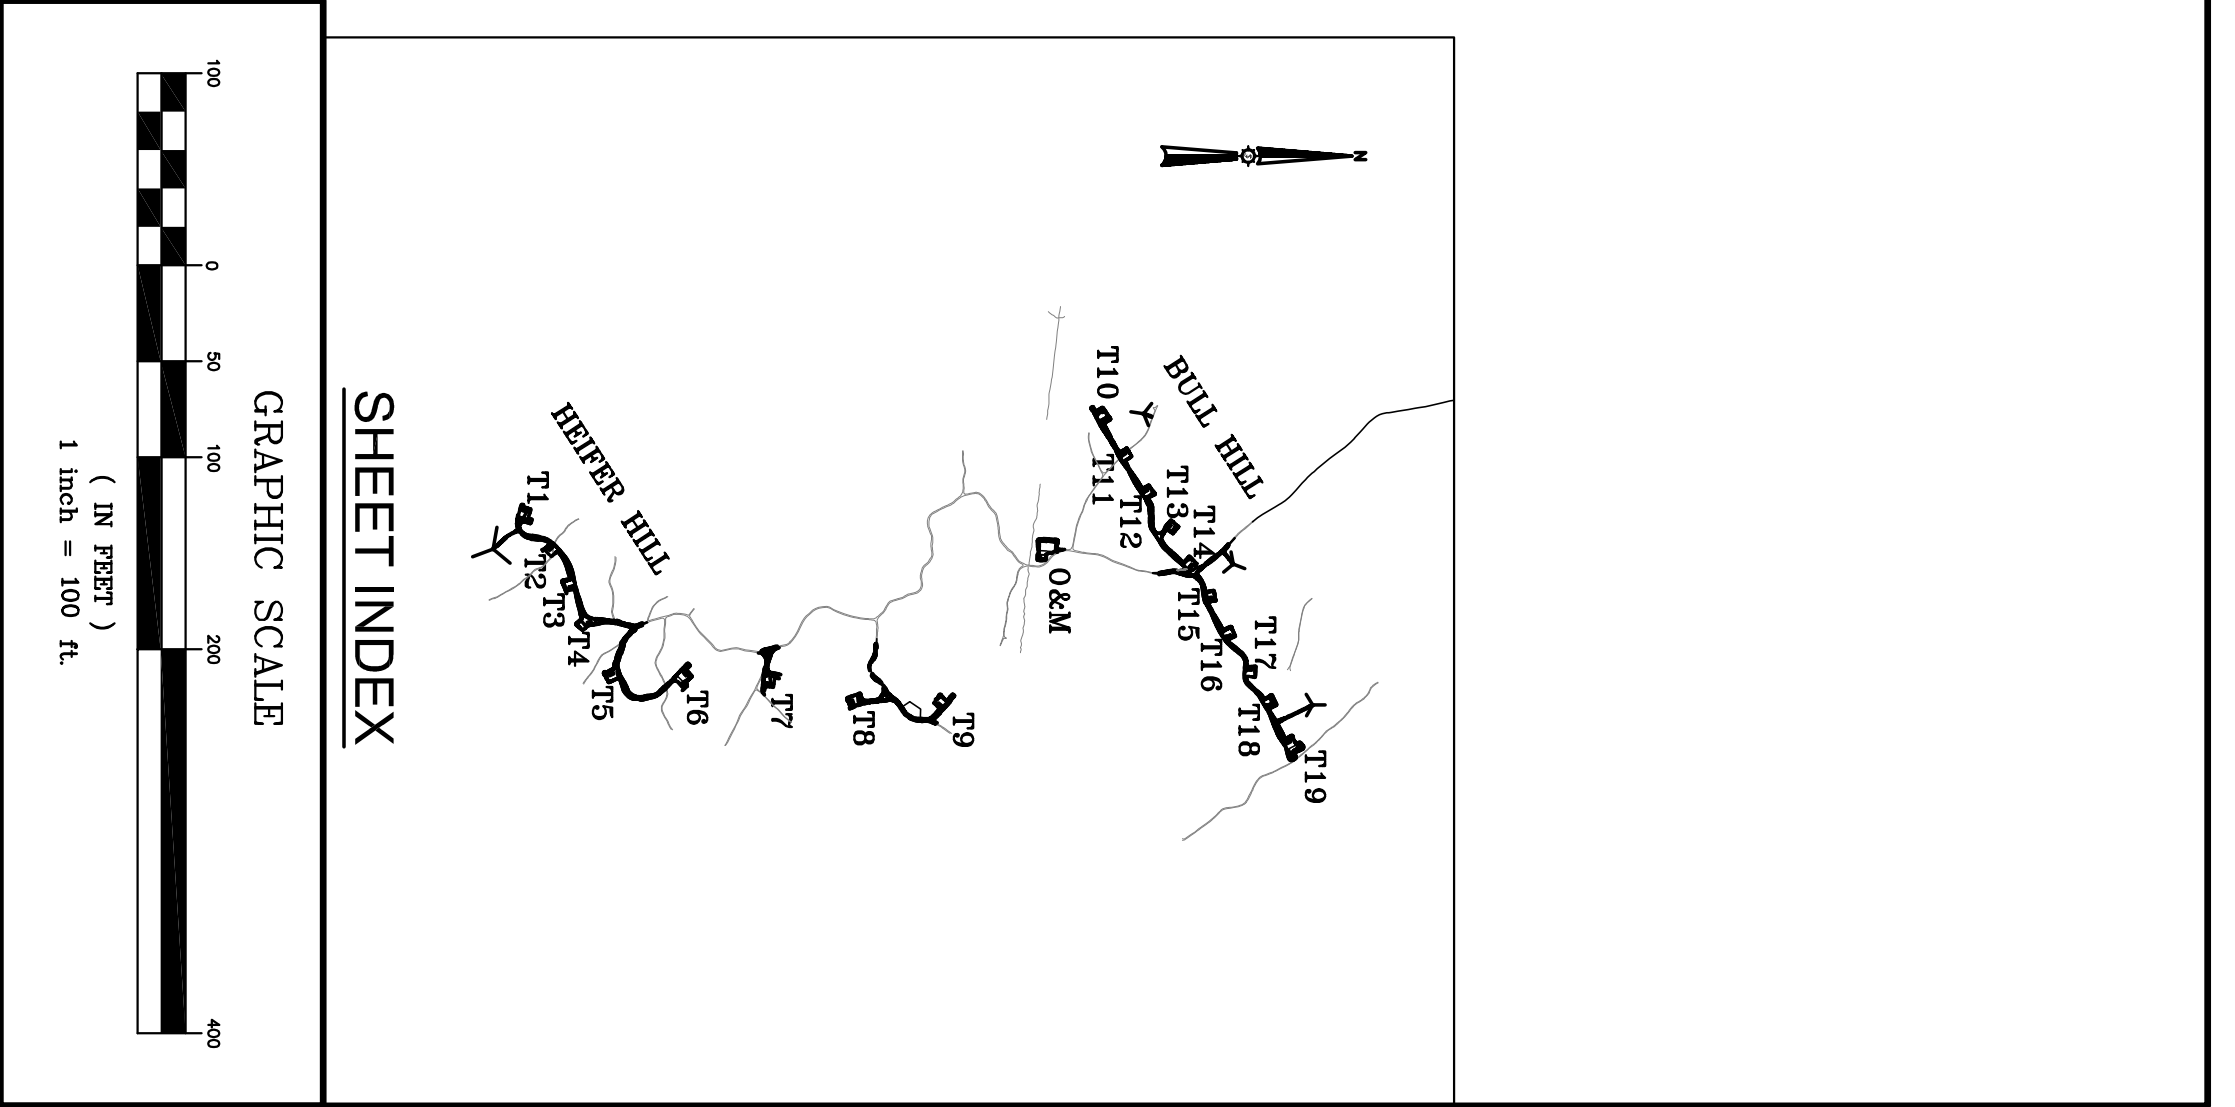 N
BULL HILL
T10
T11
T12
T13
T14
T15
T16
T17
T18
T19
O&M
T9
T8
T7
HEIFER HILL
T6
T5
T4
T3
T2
T1
SHEET INDEX
GRAPHIC SCALE
100 0 50 100 200 400
( IN FEET )
1 inch = 100 ft.